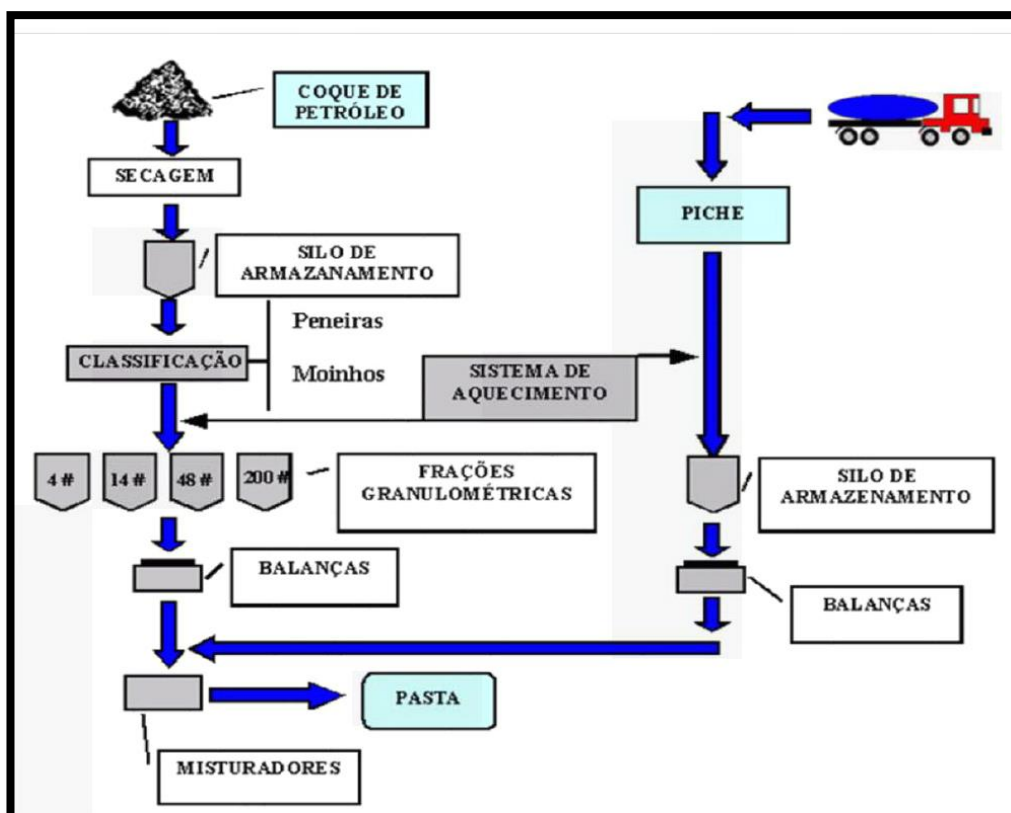 COQUE DE
PETRÓLEO
SECAGEM
PICHE
SILO DE
ARMAZANAMENTO
Peneiras
CLASSIFICAÇÃO
Moinhos
SISTEMA DE
AQUECIMENTO
4 #
14 #
48 #
200 #
FRAÇÕES
GRANULOMÉTRICAS
SILO DE
ARMAZENAMENTO
BALANÇAS
BALANÇAS
PASTA
MISTURADORES